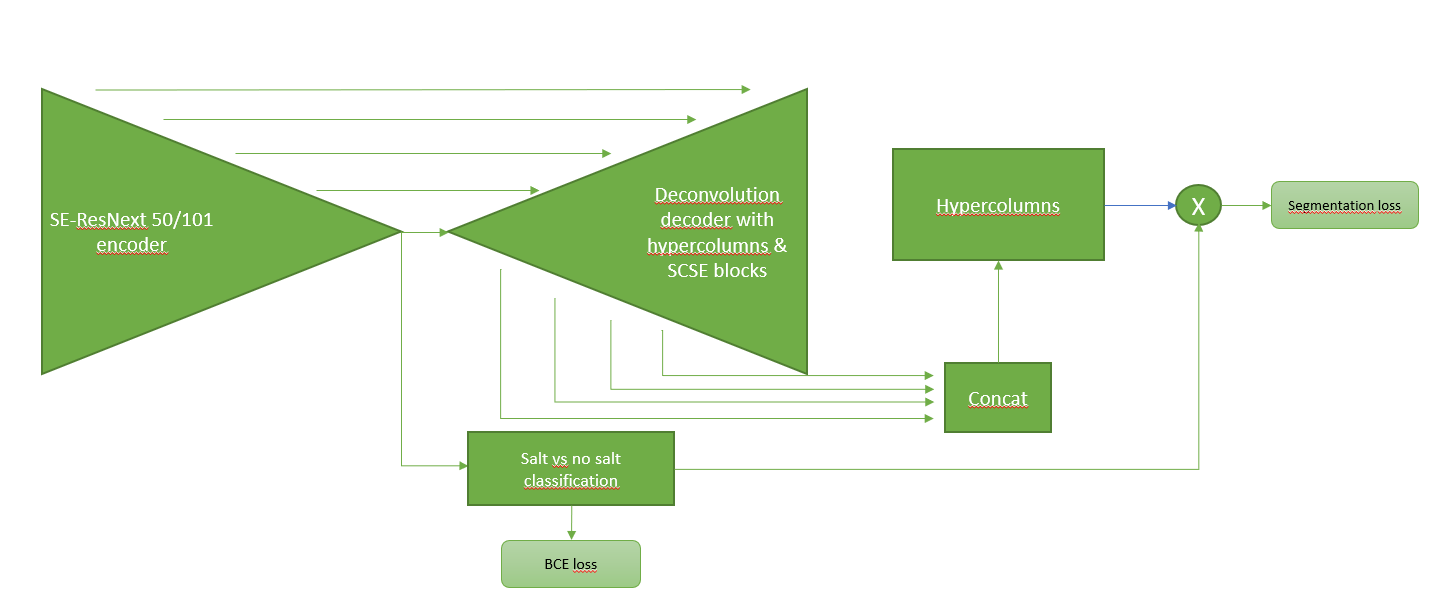 SE-ResNext 50/101
encoder
Deconvolution
decoder with
hypercolumns &
SCSE blocks
Hypercolumns
X
Segmentation loss
Concat
Salt vs no salt
classification
BCE loss